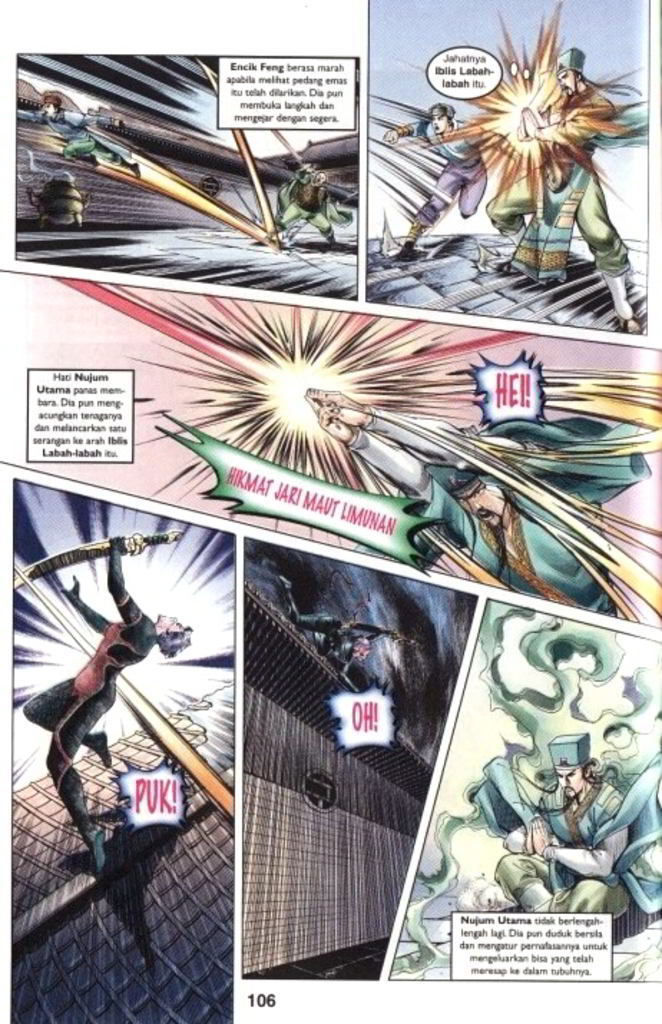 Encik Feng berasa marah
apabila melihat pedang emas
itu telah dilarikan. Dia pun
membuka langkah dan
mengejar dengan segera.
Jahatnya
Iblis Labah-
labah itu.
Hati Nujum
Utama panas mem-
bara. Dia pun meng-
acungkan tenaganya
dan melancarkan satu
serangan ke arah Iblis
Labah-labah itu.
HEI!
HIKMAT JARI MAUT LIMUNAN
PUK!
OH!
Nujum Utama tidak berlengah-
lengah lagi. Dia pun duduk bersila
dan mengatur pernafasannya untuk
mengeluarkan bisa yang telah
meresap ke dalam tubuhnya.
106